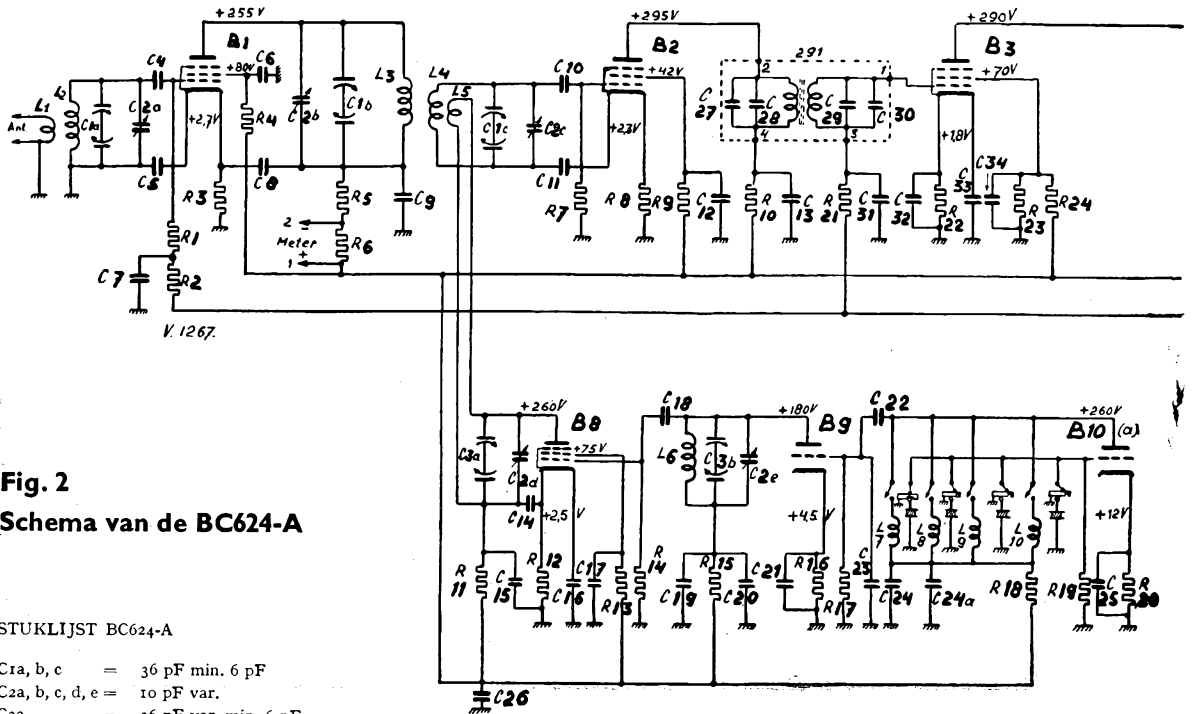 +255V
+295V
+290V
B1
B2
B3
C4
+80V
C6
C10
291
+70V
+42V
L1
L2
L3
L4
L5
Ant.
C1a
C2a
+2,7V
R4
C2b
C1b
C1c
C2c
+2,3V
2
1
C27
C28
C29
C30
+1,8V
4
3
C5
R3
C8
R5
C9
C11
R7
R8
R9
C12
R10
C13
R21
C31
C32
R22
C33
C34
R23
R24
R1
2
Meter
+
1
R6
C7
R2
V. 1267.
C18
C22
+260V
B8
+75V
+180V
B9
+260V
B10
(a)
C3a
C2d
L6
C3b
C2e
C14
+2,5V
+4,5V
L7
L8
L9
L10
+12V
R11
C15
R12
C16
C17
R13
R14
C19
R15
C20
C21
R16
R17
C23
C24
C24a
R18
R19
C25
R20
C26
Fig. 2
Schema van de BC624-A
STUKLIJST BC624-A
C1a, b, c = 36 pF min. 6 pF
C2a, b, c, d, e = 10 pF var.